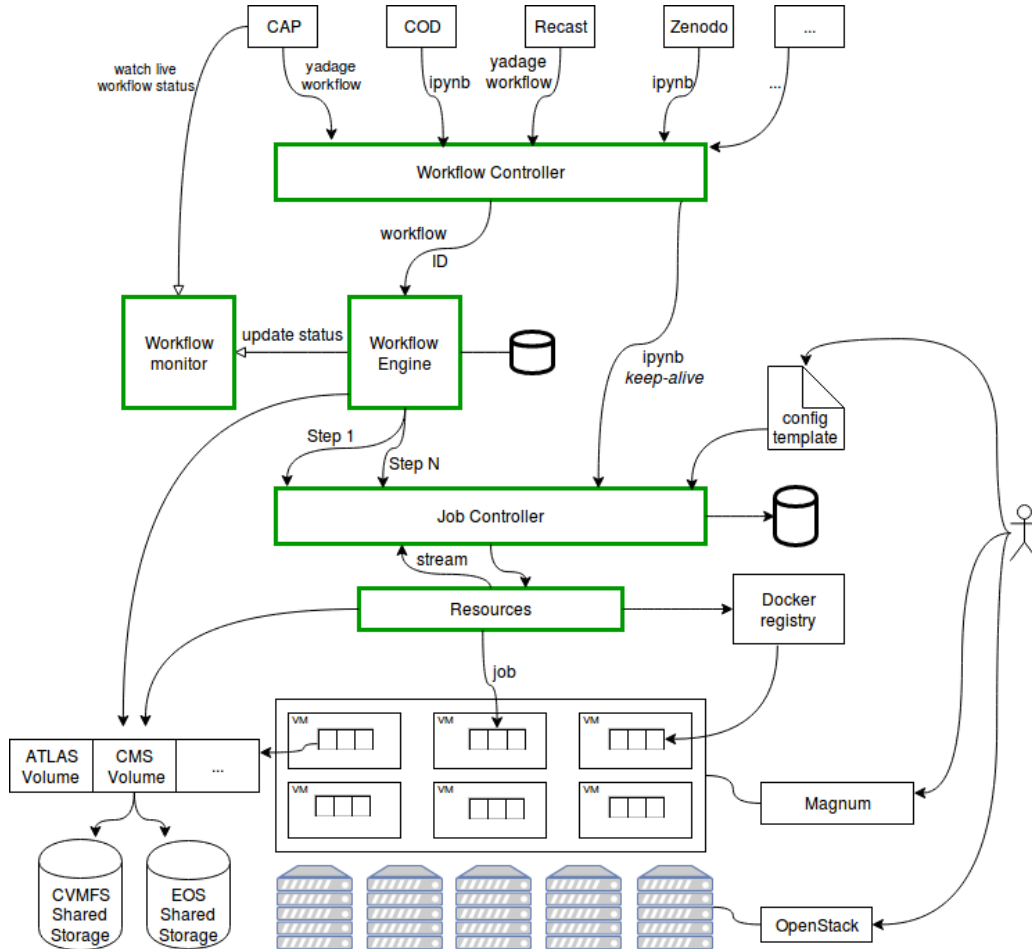 CAP
COD
Recast
Zenodo
...
watch live
workflow status
yadage
workflow
ipynb
yadage
workflow
ipynb
...
Workflow Controller
workflow
ID
Workflow
monitor
update status
Workflow
Engine
ipynb
keep-alive
config
template
Step 1
Step N
Job Controller
stream
Resources
Docker
registry
job
VM
VM
VM
ATLAS
Volume
CMS
Volume
...
VM
VM
VM
Magnum
CVMFS
Shared
Storage
EOS
Shared
Storage
OpenStack